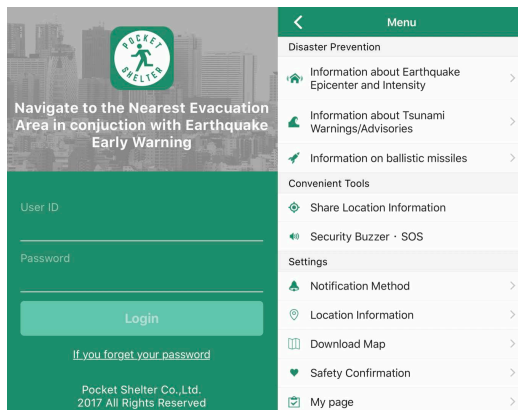 POCKET
SHELTER
Navigate to the Nearest Evacuation
Area in conjuction with Earthquake
Early Warning
User ID
Password
Login
If you forget your password
Pocket Shelter Co.,Ltd.
2017 All Rights Reserved
Menu
Disaster Prevention
Information about Earthquake
Epicenter and Intensity
Information about Tsunami
Warnings/Advisories
Information on ballistic missiles
Convenient Tools
Share Location Information
Security Buzzer・SOS
Settings
Notification Method
Location Information
Download Map
Safety Confirmation
My page